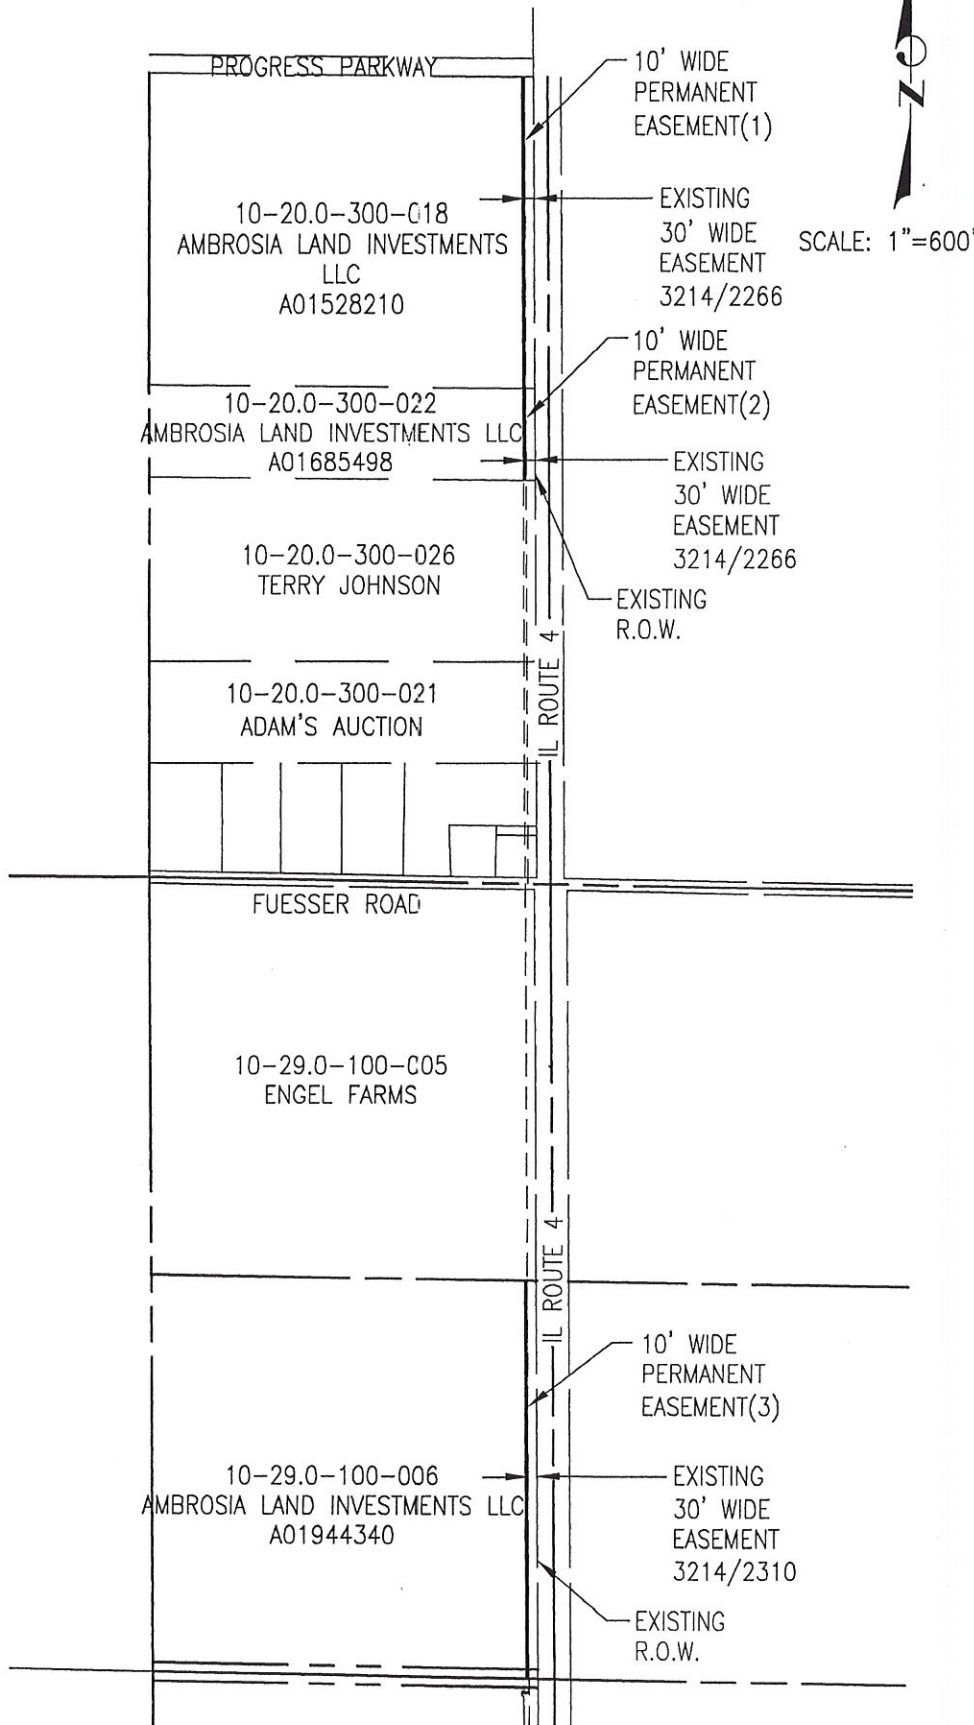 PROGRESS PARKWAY
10' WIDE
PERMANENT
EASEMENT(1)
Z
SCALE: 1"=600'
10-20.0-300-018
AMBROSIA LAND INVESTMENTS
LLC
A01528210
EXISTING
30' WIDE
EASEMENT
3214/2266
10' WIDE
PERMANENT
EASEMENT(2)
10-20.0-300-022
AMBROSIA LAND INVESTMENTS LLC
A01685498
EXISTING
30' WIDE
EASEMENT
3214/2266
10-20.0-300-026
TERRY JOHNSON
EXISTING
R.O.W.
IL ROUTE 4
10-20.0-300-021
ADAM'S AUCTION
FUESSER ROAD
10-29.0-100-005
ENGEL FARMS
IL ROUTE 4
10' WIDE
PERMANENT
EASEMENT(3)
10-29.0-100-006
AMBROSIA LAND INVESTMENTS LLC
A01944340
EXISTING
30' WIDE
EASEMENT
3214/2310
EXISTING
R.O.W.